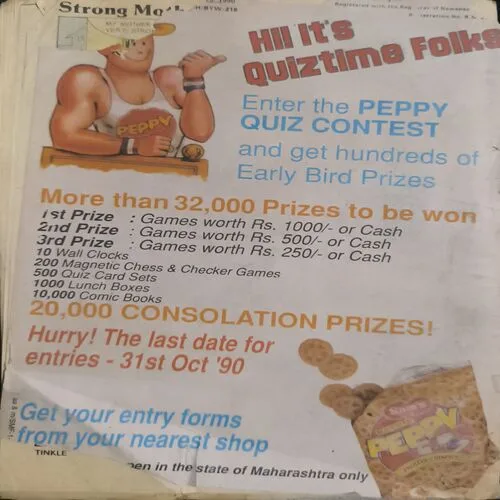 Strong
1990
Hi! It's
Quiztime Folks
Enter the PEPPY
QUIZ CONTEST
and get hundreds of
Early Bird Prizes
PEPPY
More than 32,000 Prizes to be won
1st Prize : Games worth Rs. 1000/- or Cash
2nd Prize : Games worth Rs. 500/- or Cash
3rd Prize : Games worth Rs. 250/- or Cash
10 Wall Clocks
200 Magnetic Chess & Checker Games
500 Quiz Card Sets
1000 Lunch Boxes
10,000 Comic Books
20,000 CONSOLATION PRIZES!
Hurry! The last date for
entries - 31st Oct '90
Get your entry forms
from your nearest shop
PEPPY
TINKLE
in the state of Maharashtra only